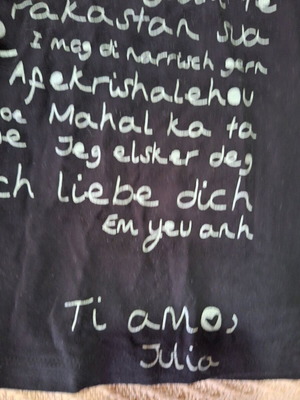 rakastan sua
I mag di narrisch gern
Afekrishalehou
Mahal ka ta
Jeg elsker deg
ch liebe dich
Em yeu anh
Ti amo,
Julia